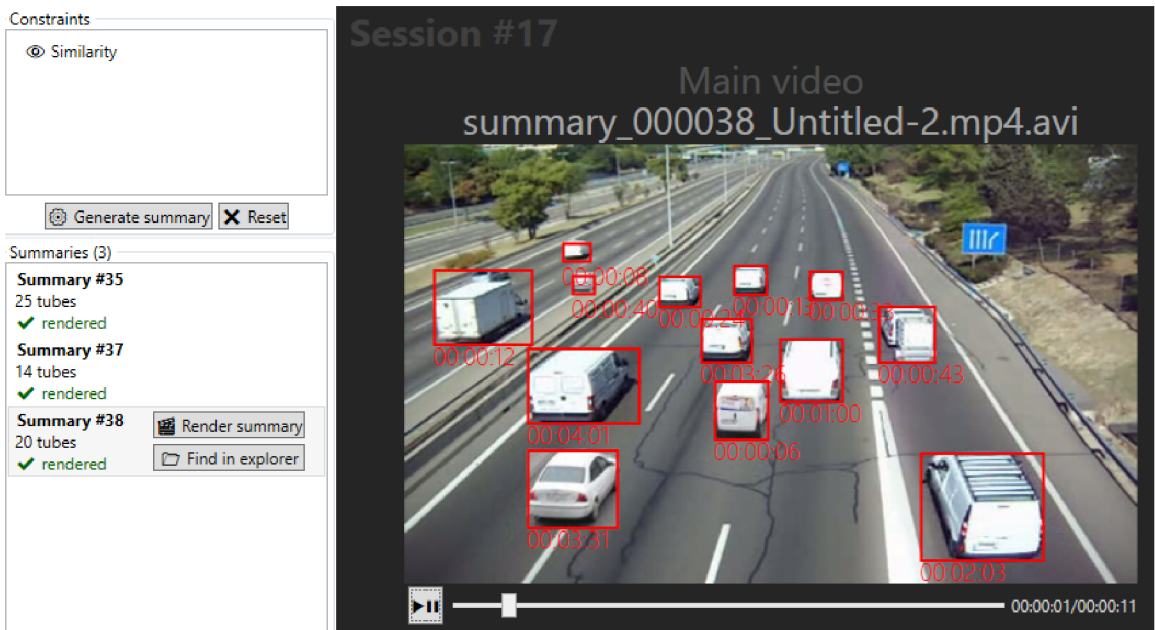 Constraints
Similarity
Generate summary
Reset
Summaries (3)
Summary #35
25 tubes
rendered
Summary #37
14 tubes
rendered
Summary #38
20 tubes
rendered
Render summary
Find in explorer
Session #17
Main video
summary_000038_Untitled-2.mp4.avi
00:00:08
00:00:40
00:00:24
00:00:12
00:03:26
00:00:43
00:01:00
00:04:01
00:00:06
00:03:31
00:02:03
00:00:01/00:00:11